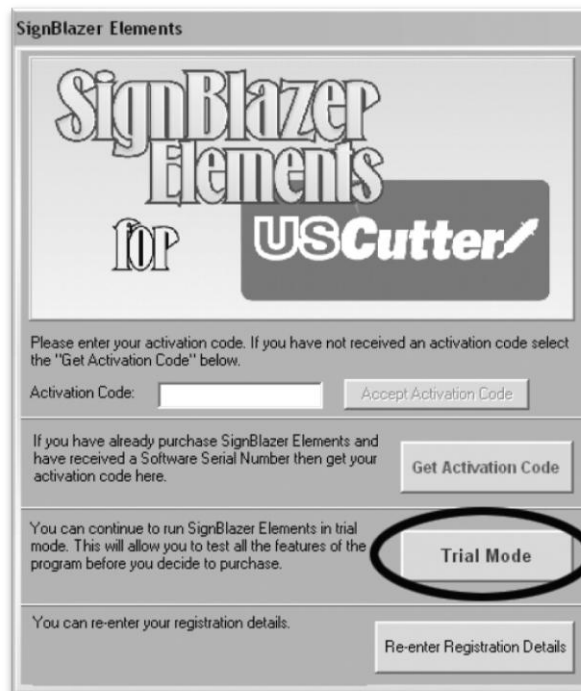 SignBlazer Elements
SignBlazer
Elements
for
USCutter
Please enter your activation code. If you have not received an activation code select
the "Get Activation Code" below.
Activation Code:
Accept Activation Code
If you have already purchase SignBlazer Elements and
have received a Software Serial Number then get your
activation code here.
Get Activation Code
You can continue to run SignBlazer Elements in trial
mode. This will allow you to test all the features of the
program before you decide to purchase.
Trial Mode
You can re-enter your registration details.
Re-enter Registration Details